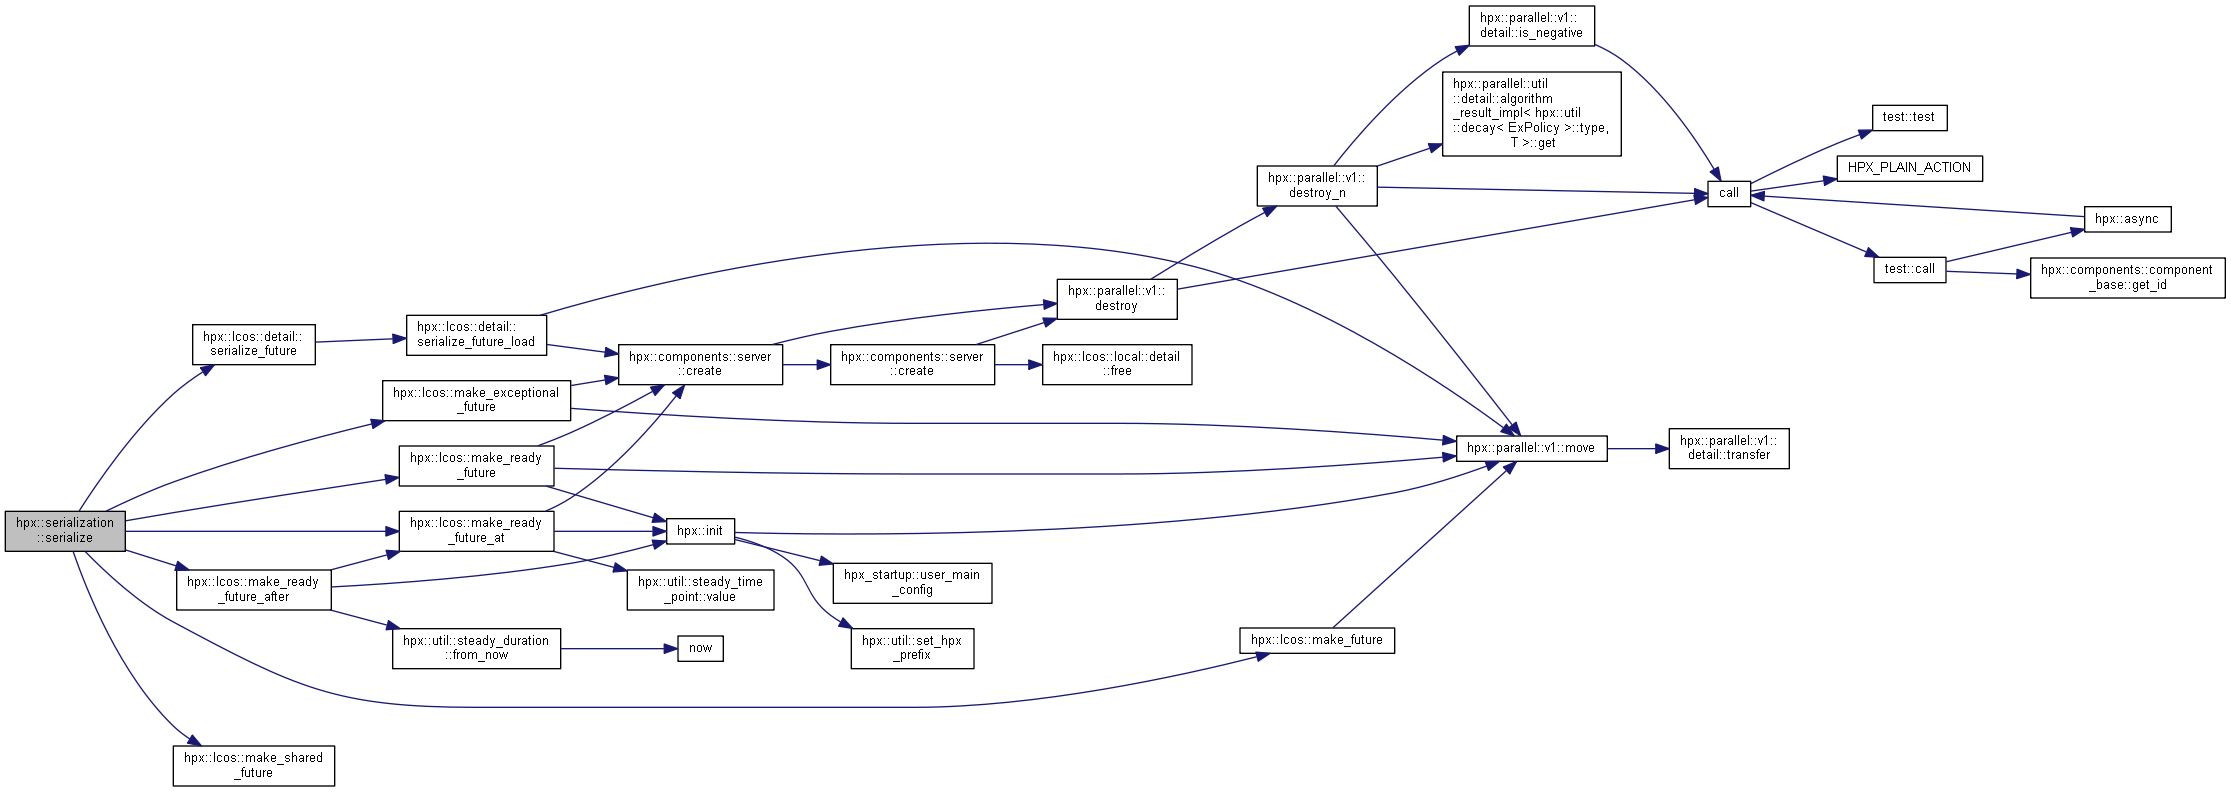 hpx::parallel::v1::
detail::is_negative
hpx::parallel::util
::detail::algorithm
_result_impl< hpx::util
::decay< ExPolicy >::type,
T >::get
test::test
HPX_PLAIN_ACTION
hpx::parallel::v1::
destroy_n
call
hpx::async
test::call
hpx::components::component
_base::get_id
hpx::parallel::v1::
destroy
hpx::lcos::detail::
serialize_future
hpx::lcos::detail::
serialize_future_load
hpx::components::server
::create
hpx::components::server
::create
hpx::lcos::local::detail
::free
hpx::lcos::make_exceptional
_future
hpx::lcos::make_ready
_future
hpx::parallel::v1::move
hpx::parallel::v1::
detail::transfer
hpx::serialization
::serialize
hpx::lcos::make_ready
_future_at
hpx::init
hpx::lcos::make_ready
_future_after
hpx::util::steady_time
_point::value
hpx_startup::user_main
_config
hpx::util::steady_duration
::from_now
now
hpx::util::set_hpx
_prefix
hpx::lcos::make_future
hpx::lcos::make_shared
_future